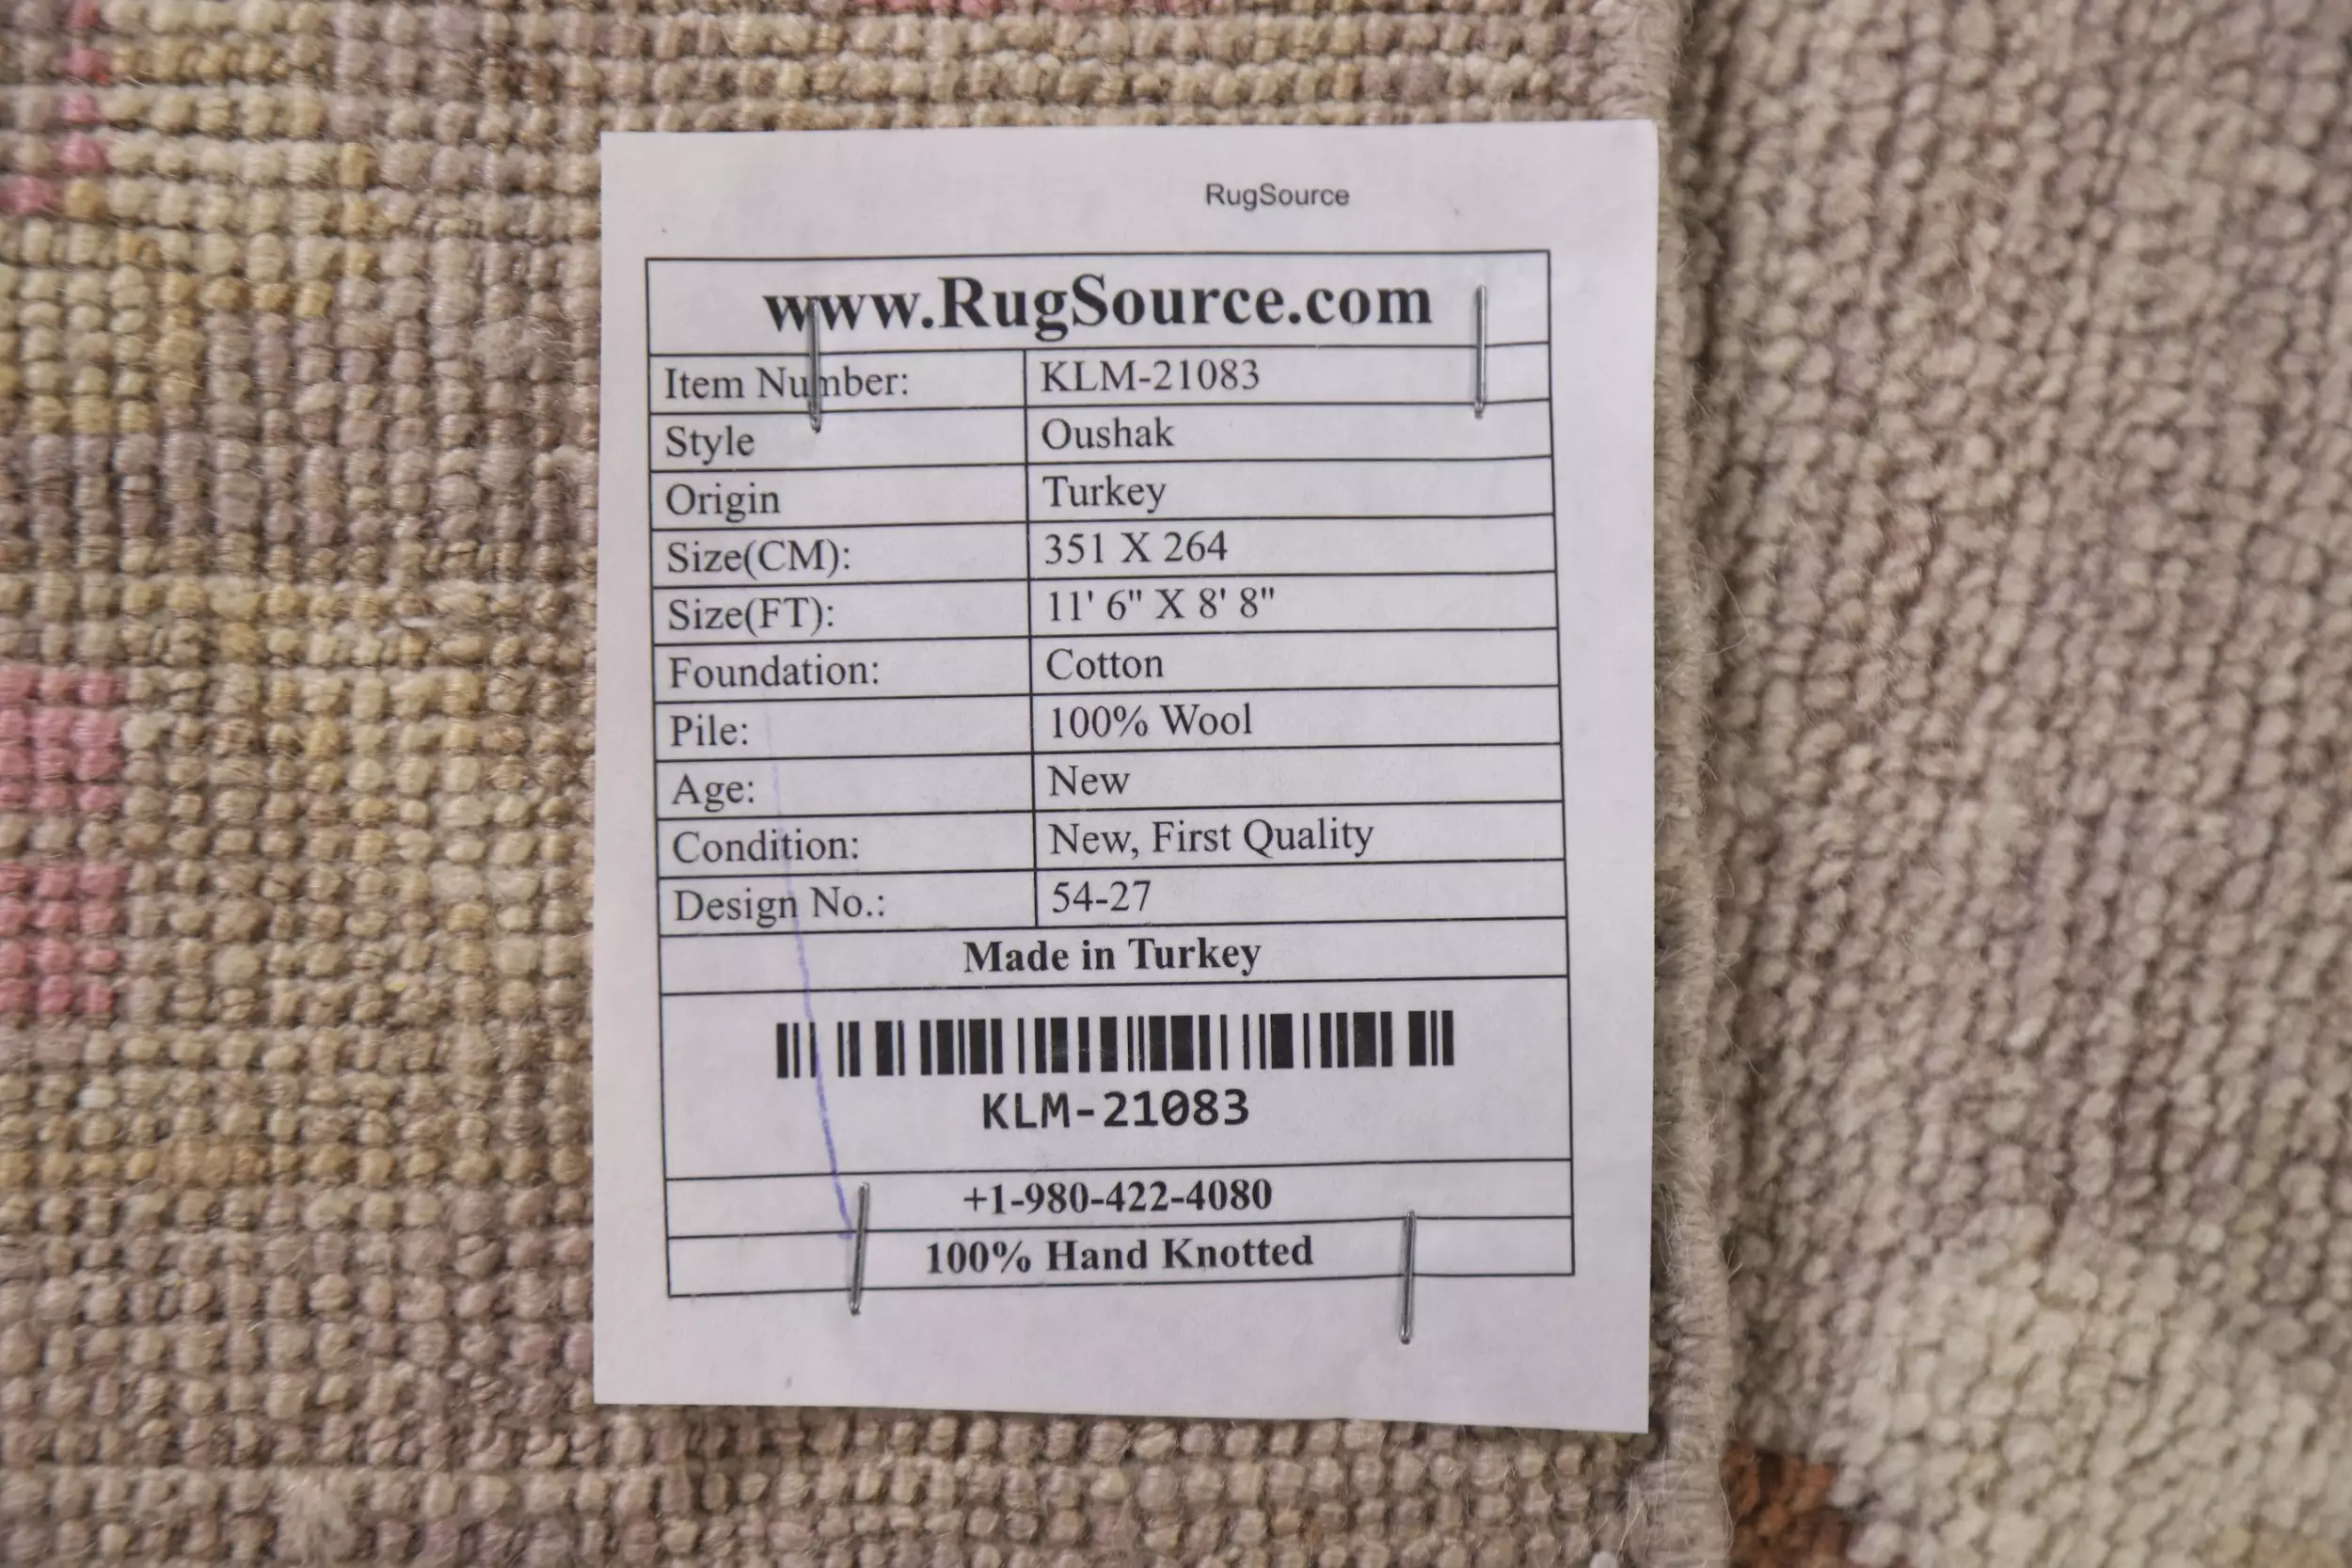 RugSource
www.RugSource.com
Item Number: KLM-21083
Style Oushak
Origin Turkey
Size(CM): 351 X 264
Size(FT): 11' 6" X 8' 8"
Foundation: Cotton
Pile: 100% Wool
Age: New
Condition: New, First Quality
Design No.: 54-27
Made in Turkey
KLM-21083
+1-980-422-4080
100% Hand Knotted